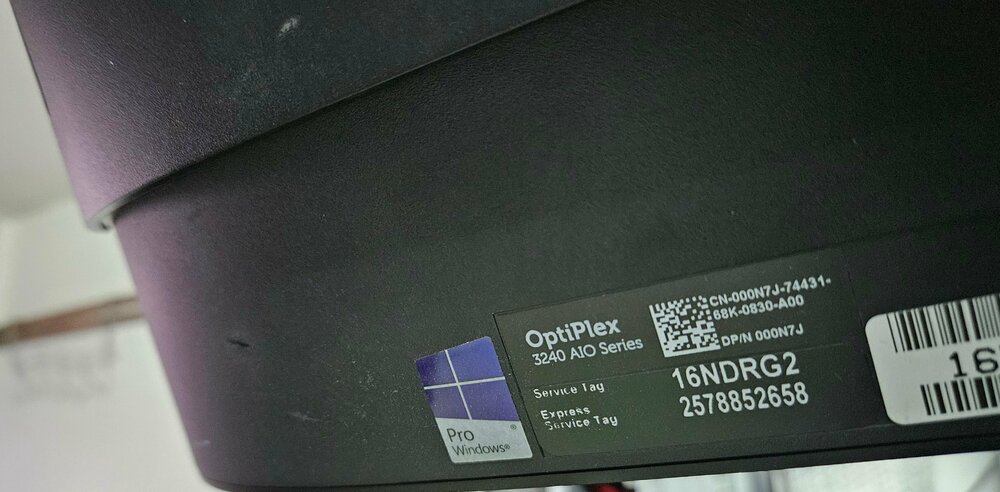 OptiPlex
3240 AIO Series
CN-000N7J-74431-
68K-0830-A00
DP/N 000N7J
Service Tag
16NDRG2
Express
Service Tag
2578852658
Pro
Windows®
16